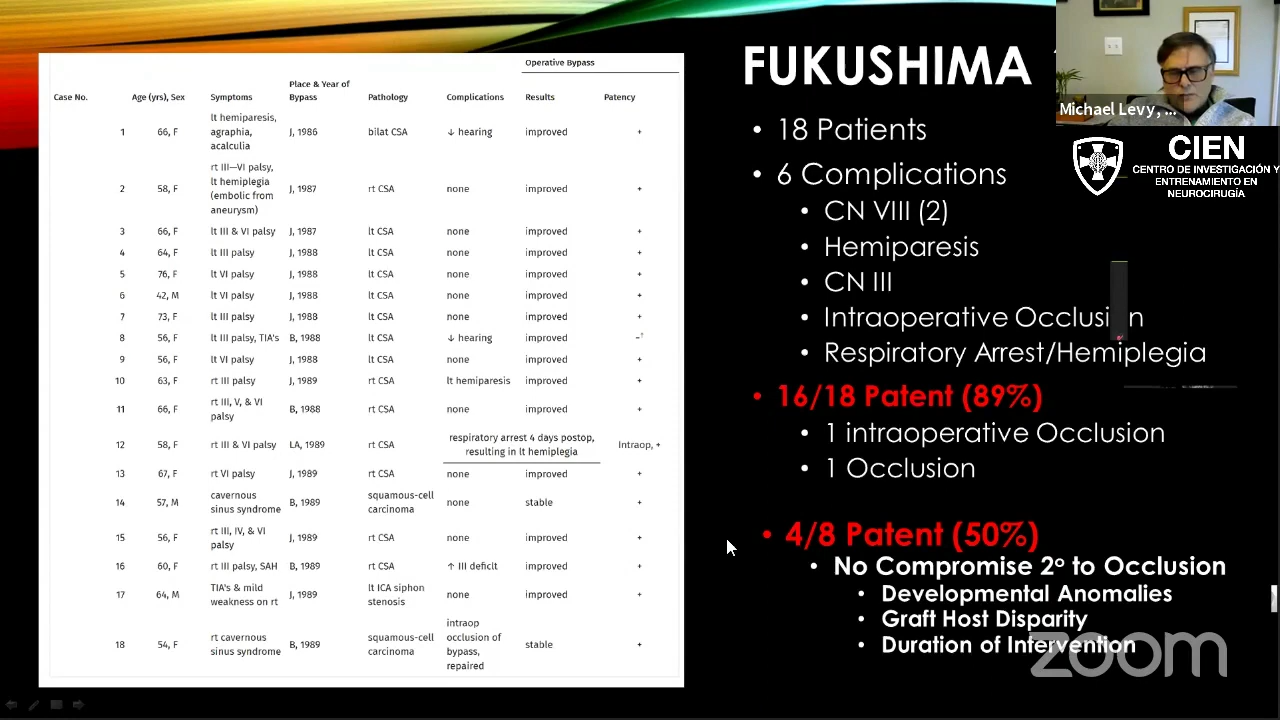 Operative Bypass
Case No. Age (yrs), Sex Symptoms Place & Year of Bypass Pathology Complications Results Patency
1 66, F lt hemiparesis, agraphia, acalculia J, 1986 bilat CSA ↓ hearing improved +
2 58, F rt III—VI palsy, lt hemiplegia (embolic from aneurysm) J, 1987 rt CSA none improved +
3 66, F lt III & VI palsy J, 1987 lt CSA none improved +
4 64, F lt III palsy J, 1988 lt CSA none improved +
5 76, F lt VI palsy J, 1988 lt CSA none improved +
6 42, M lt VI palsy J, 1988 lt CSA none improved +
7 73, F lt III palsy J, 1988 lt CSA none improved +
8 56, F lt III palsy, TIA's B, 1988 lt CSA ↓ hearing improved −†
9 56, F lt VI palsy J, 1988 lt CSA none improved +
10 63, F rt III palsy J, 1989 rt CSA lt hemiparesis improved +
11 66, F rt III, V, & VI palsy B, 1988 rt CSA none improved +
12 58, F rt III & VI palsy LA, 1989 rt CSA respiratory arrest 4 days postop, resulting in lt hemiplegia Intraop, +
13 67, F rt VI palsy J, 1989 rt CSA none improved +
14 57, M cavernous sinus syndrome B, 1989 squamous-cell carcinoma none stable +
15 56, F rt III, IV, & VI palsy J, 1989 rt CSA none improved +
16 60, F rt III palsy, SAH B, 1989 rt CSA ↑ III deficit improved +
17 64, M TIA's & mild weakness on rt J, 1989 lt ICA siphon stenosis none improved +
18 54, F rt cavernous sinus syndrome B, 1989 squamous-cell carcinoma intraop occlusion of bypass, repaired stable +
FUKUSHIMA
• 18 Patients
• 6 Complications
• CN VIII (2)
• Hemiparesis
• CN III
• Intraoperative Occlusion
• Respiratory Arrest/Hemiplegia
• 16/18 Patent (89%)
• 1 intraoperative Occlusion
• 1 Occlusion
• 4/8 Patent (50%)
• No Compromise 2º to Occlusion
• Developmental Anomalies
• Graft Host Disparity
• Duration of Intervention
Michael Levy, ...
CIEN
CENTRO DE INVESTIGACIÓN Y
ENTRENAMIENTO EN
NEUROCIRUGÍA
zoom